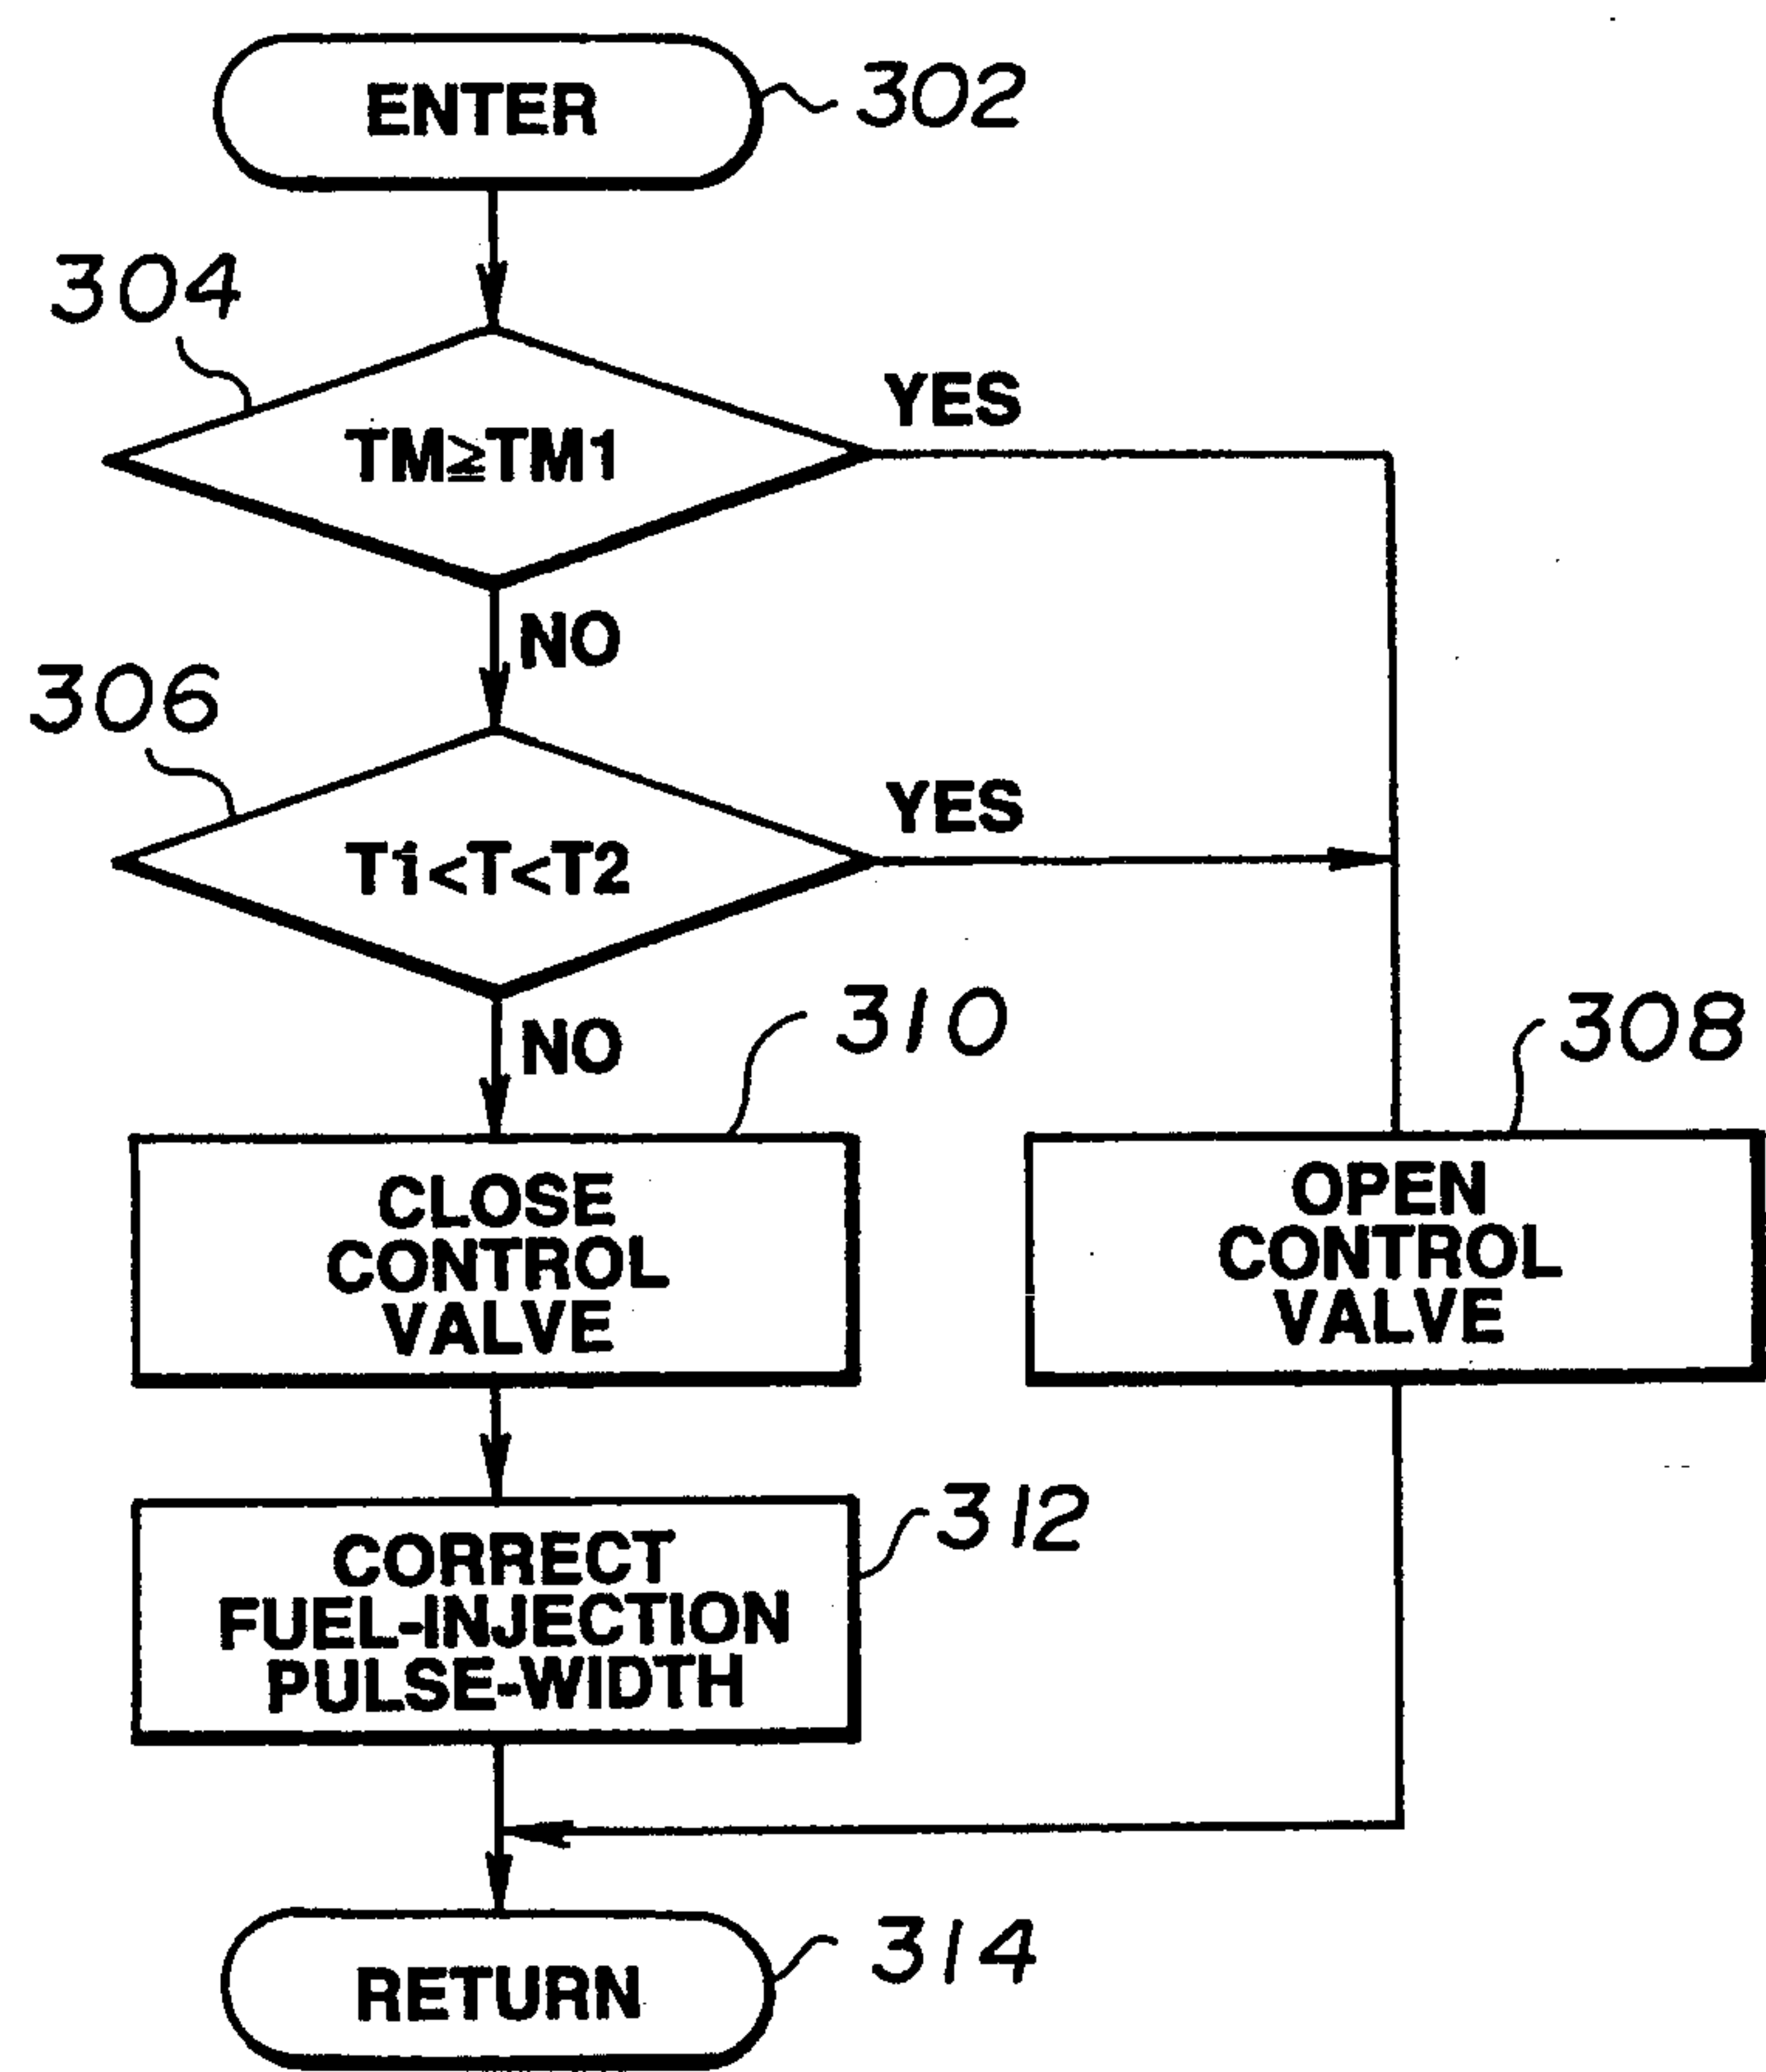 ENTER
302
304
YES
TM≧TM1
NO
306
YES
T1<T<T2
NO
310
308
CLOSE
CONTROL
VALVE
OPEN
CONTROL
VALVE
312
CORRECT
FUEL-INJECTION
PULSE-WIDTH
314
RETURN